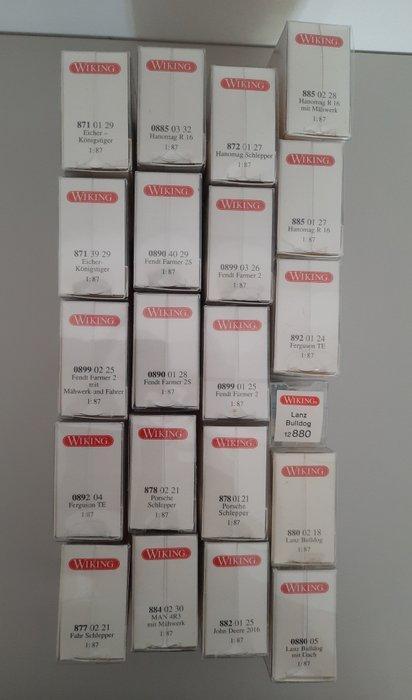 WIKING
871 01 29
Eicher –
Königstiger
1:87
WIKING
0885 03 32
Hanomag R 16
1:87
WIKING
872 01 27
Hanomag Schlepper
1:87
WIKING
885 02 28
Hanomag R 16
mit Mähwerk
1:87
WIKING
871 39 29
Eicher-
Königstiger
1:87
WIKING
0890 40 29
Fendt Farmer 2S
1:87
WIKING
0899 03 26
Fendt Farmer 2
1:87
WIKING
885 01 27
Hanomag R 16
1:87
WIKING
0899 02 25
Fendt Farmer 2
mit
Mähwerk und Fahrer
1:87
WIKING
0890 01 28
Fendt Farmer 2S
1:87
WIKING
0899 01 25
Fendt Farmer 2
1:87
WIKING
892 01 24
Ferguson TE
1:87
WIKING
Lanz
Bulldog
12 880
WIKING
0892 04
Ferguson TE
1:87
WIKING
878 02 21
Porsche
Schlepper
1:87
WIKING
878 01 21
Porsche
Schlepper
1:87
WIKING
880 02 18
Lanz Bulldog
1:87
WIKING
877 02 21
Fahr Schlepper
1:87
WIKING
884 02 30
MAN 4R3
mit Mähwerk
1:87
WIKING
882 01 25
John Deere 2016
1:87
WIKING
0880 05
Lanz Bulldog
mit Dach
1:87